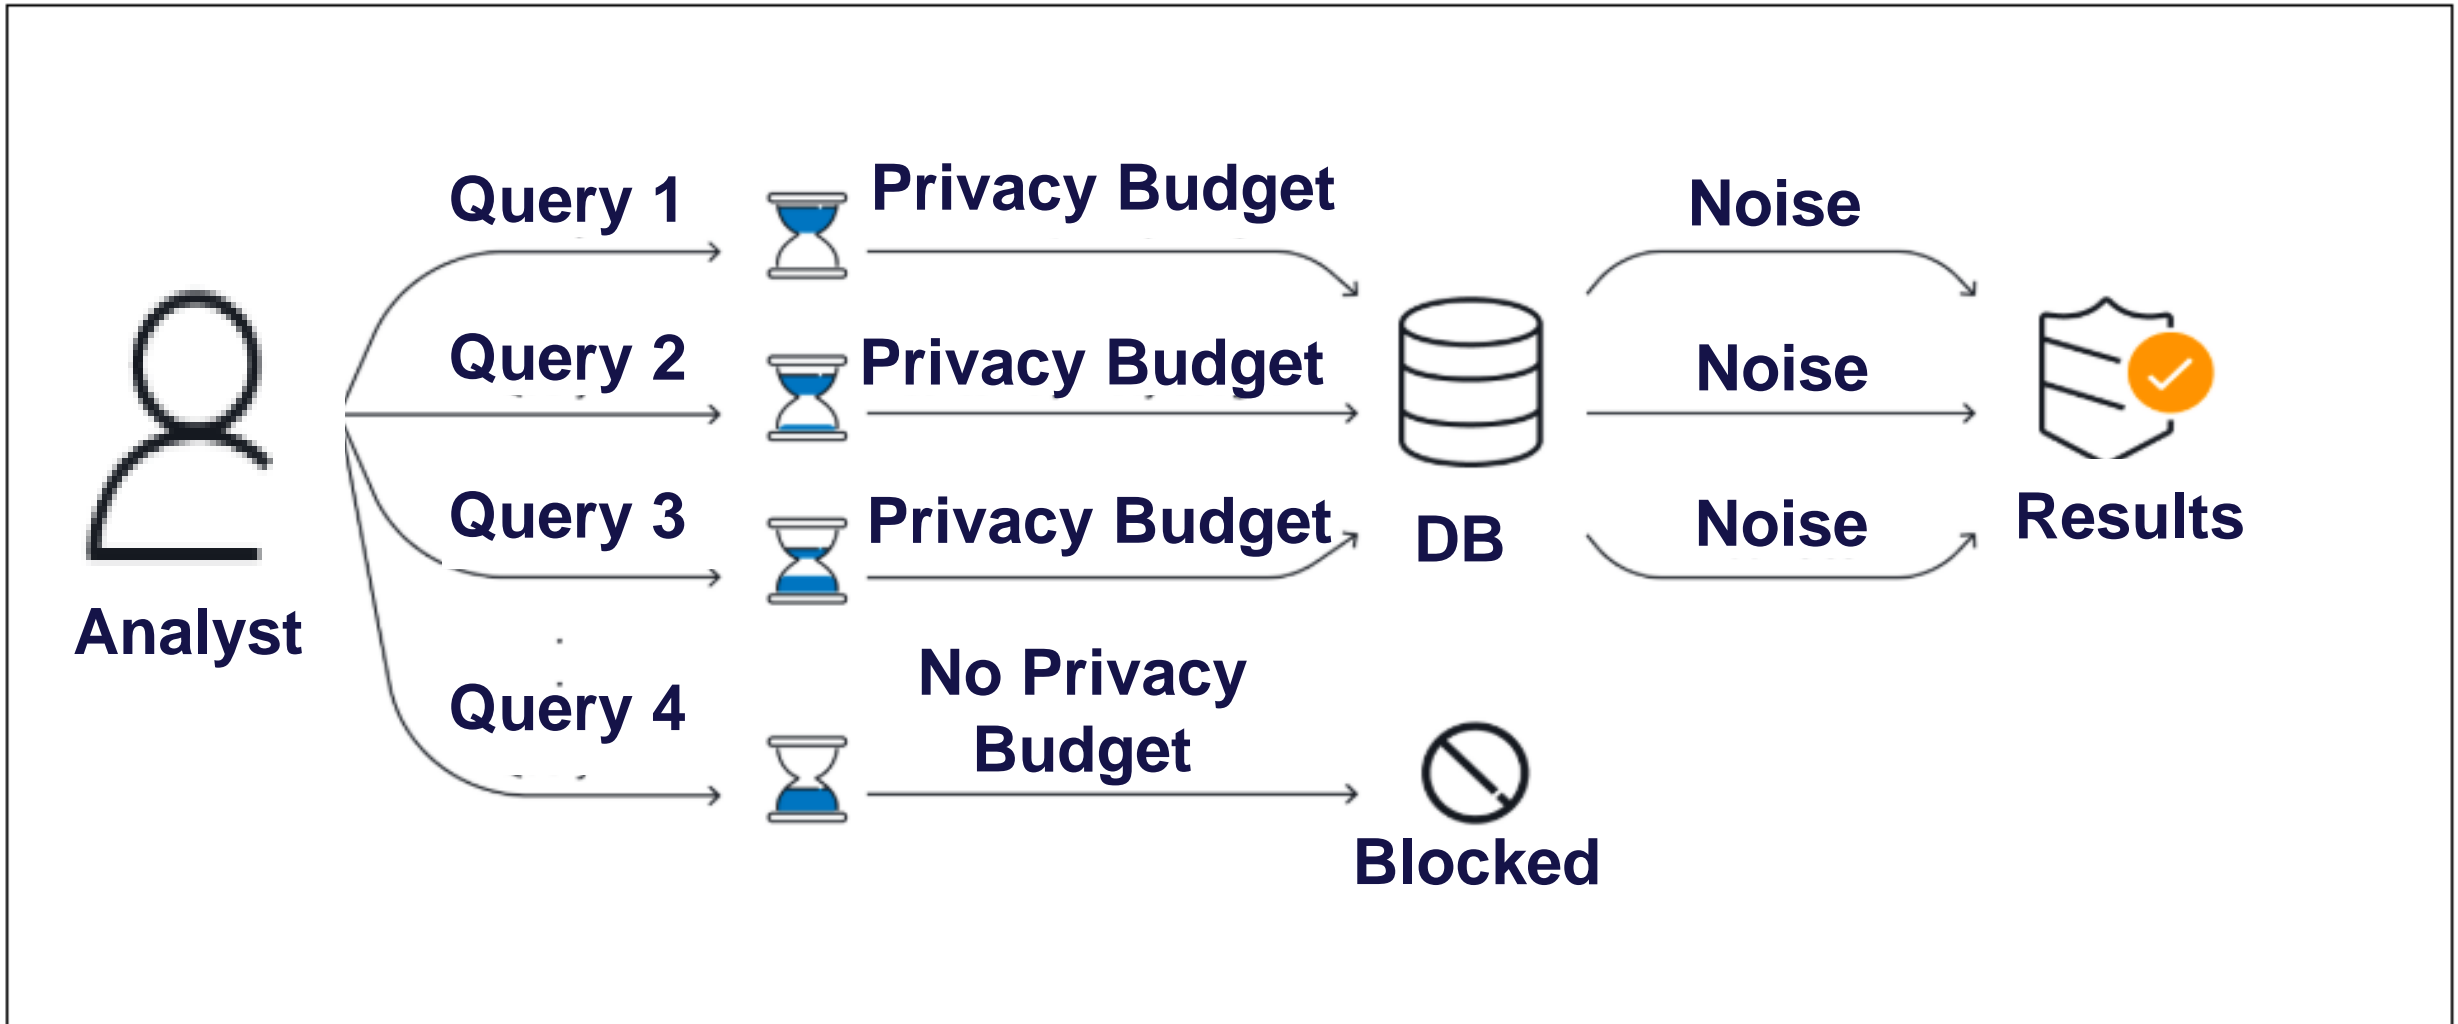 Query 1
Privacy Budget
Noise
Query 2
Privacy Budget
Noise
Query 3
Privacy Budget
DB
Noise
Results
Analyst
Query 4
No Privacy
Budget
Blocked